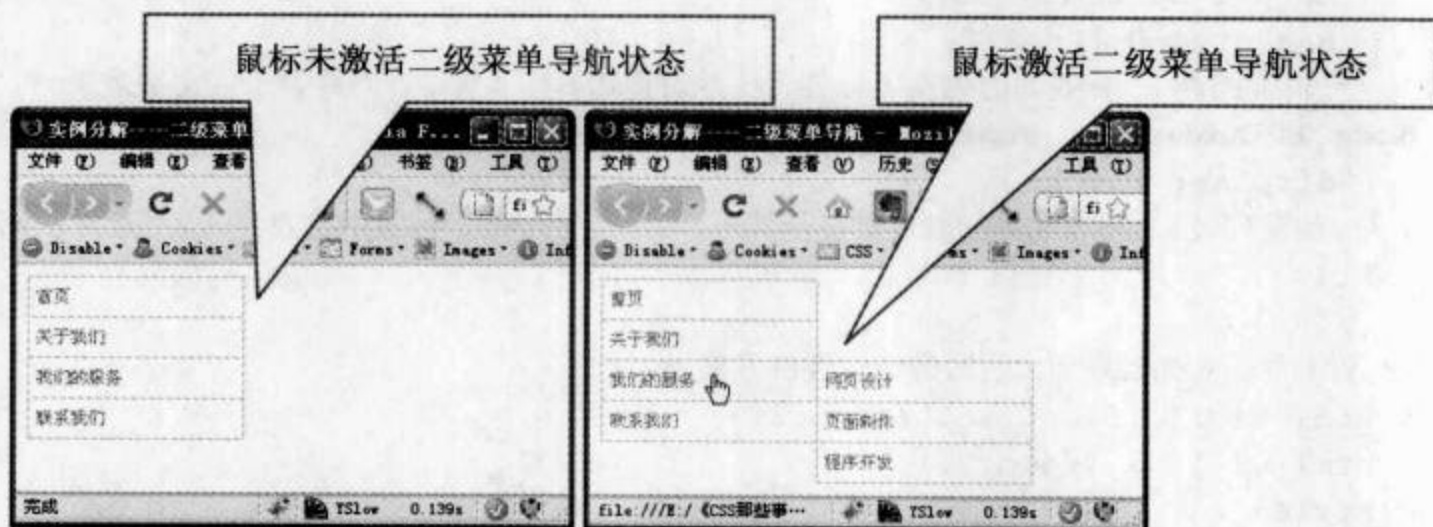 鼠标未激活二级菜单导航状态
鼠标激活二级菜单导航状态
实例分解----二级菜单
F...
文件 (F) 编辑 (E) 查看 书签 (B) 工具 (T)
fi
Disable Cookies Forms Images Inf
首页
关于我们
我们的服务
联系我们
完成 YSlow 0.139s
实例分解----二级菜单导航 - Mozil
文件 (F) 编辑 (E) 查看 (V) 历史 工具 (T)
fi
Disable Cookies CSS Images Inf
首页
关于我们
我们的服务 网页设计
联系我们 页面制作
程序开发
file:///E:/《CSS那些事… YSlow 0.139s